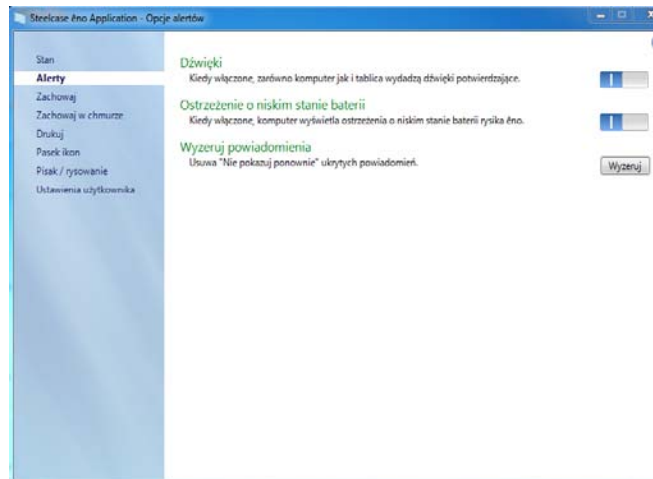 Steelcase êno Application - Opcje alertów
Stan
Alerty
Zachowaj
Zachowaj w chmurze
Drukuj
Pasek ikon
Pisak / rysowanie
Ustawienia użytkownika
Dźwięki
Kiedy włączone, zarówno komputer jak i tablica wydadzą dźwięki potwierdzające.
Ostrzeżenie o niskim stanie baterii
Kiedy włączone, komputer wyświetla ostrzeżenia o niskim stanie baterii rysika êno.
Wyzeruj powiadomienia
Usuwa "Nie pokazuj ponownie" ukrytych powiadomień.
Wyzeruj